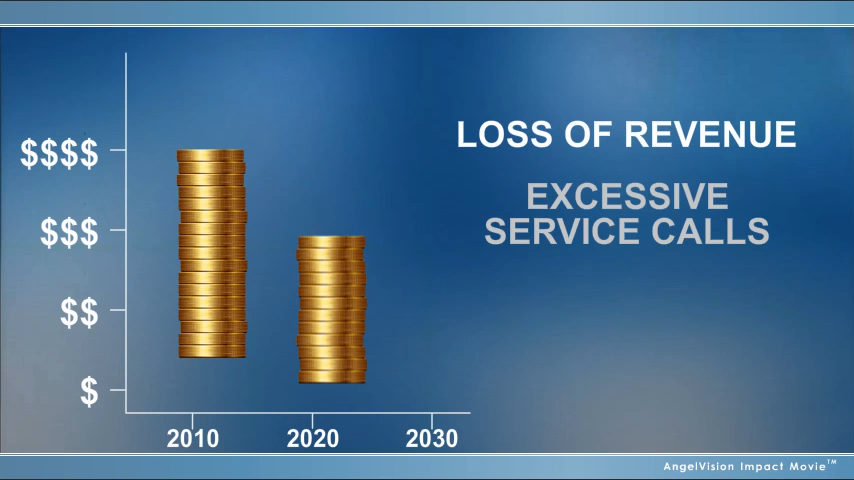 LOSS OF REVENUE
EXCESSIVE
SERVICE CALLS
$$$$
$$$
$$
$
2010 2020 2030
AngelVision Impact Movie™